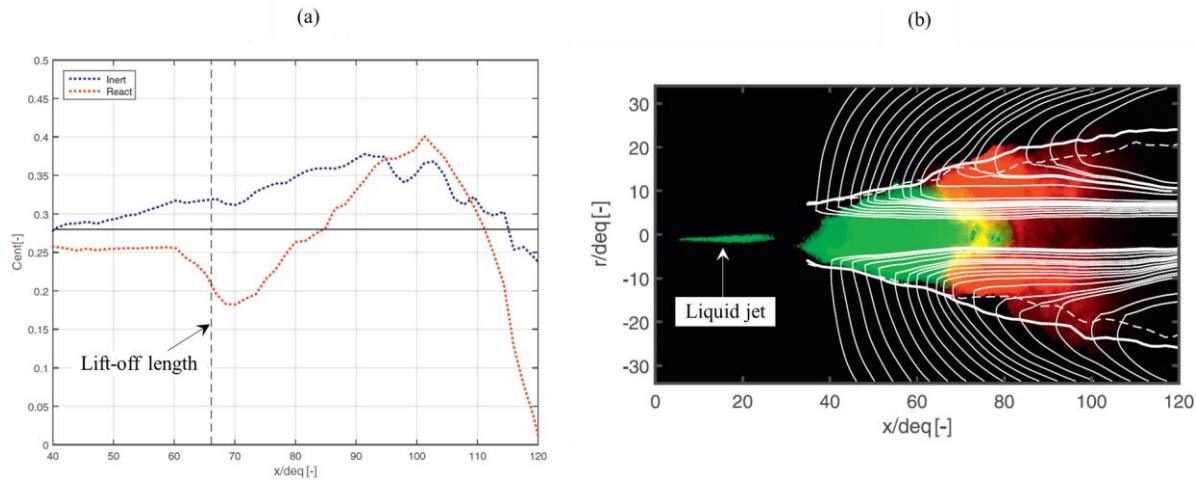 (a)
0.5
0.45
0.4
0.35
0.3
0.25
0.2
0.15
0.1
0.05
0
Cent[-]
Inert
React
Lift-off length
40 50 60 70 80 90 100 110 120
x/deq [-]
(b)
30
20
10
0
-10
-20
-30
r/deq[-]
Liquid jet
0 20 40 60 80 100 120
x/deq[-]